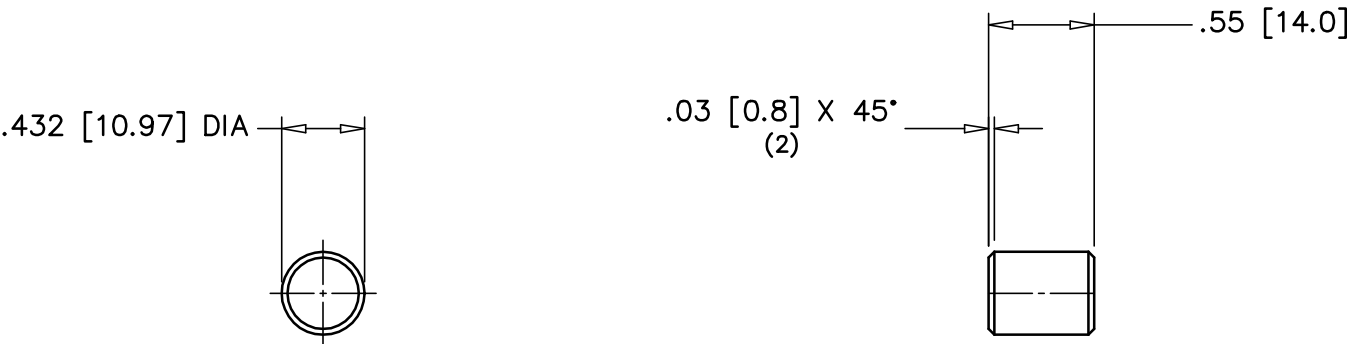 .55 [14.0]
.432 [10.97] DIA
.03 [0.8] X 45°
(2)